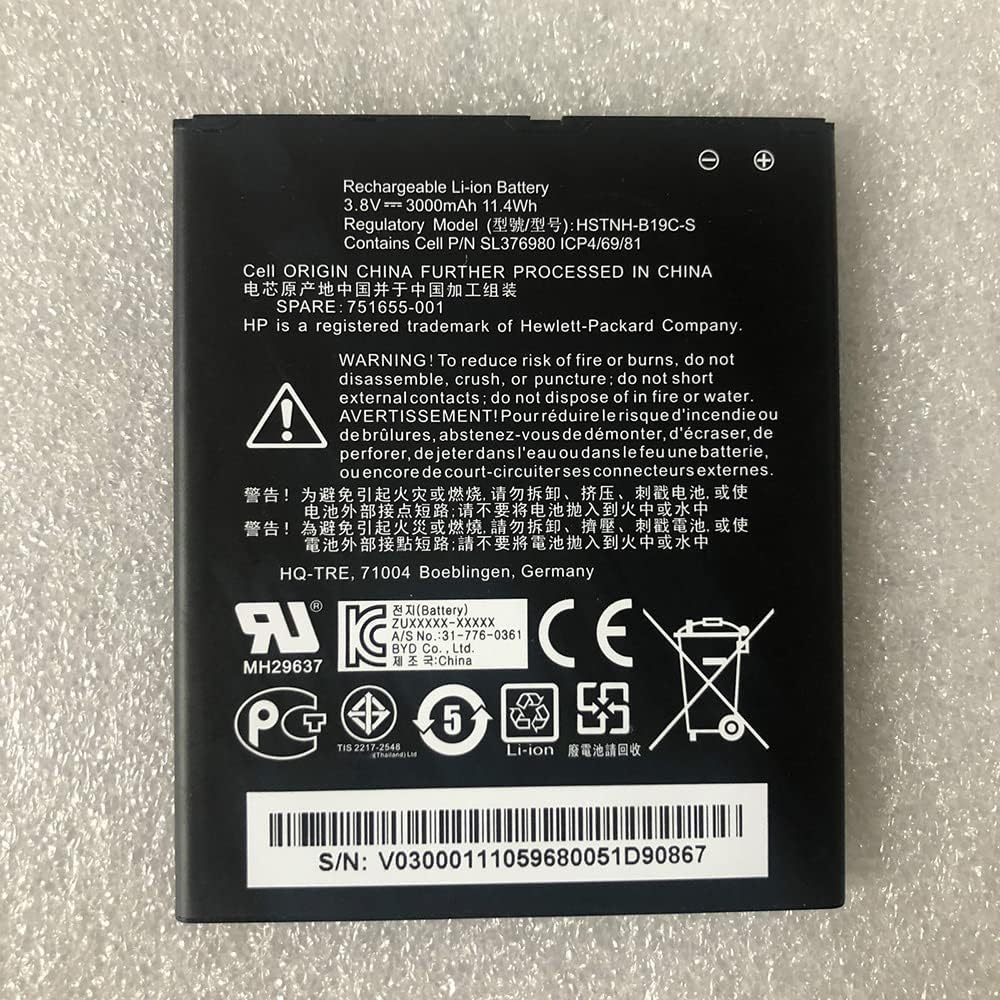 Rechargeable Li-ion Battery
3.8V⎓3000mAh 11.4Wh
Regulatory Model (型號/型号):HSTNH-B19C-S
Contains Cell P/N SL376980 ICP4/69/81
Cell ORIGIN CHINA FURTHER PROCESSED IN CHINA
电芯原产地中国并于中国加工组装
SPARE:751655-001
HP is a registered trademark of Hewlett-Packard Company.
WARNING! To reduce risk of fire or burns, do not
disassemble, crush, or puncture; do not short
external contacts; do not dispose of in fire or water.
AVERTISSEMENT! Pour réduire le risque d'incendie ou
de brûlures, abstenez-vous de démonter, d'écraser, de
perforer, de jeter dans l'eau ou dans le feu une batterie,
ou encore de court-circuiter ses connecteurs externes.
警告！为避免引起火灾或燃烧,请勿拆卸、挤压、刺戳电池,或使
电池外部接点短路;请不要将电池抛入到火中或水中
警告！為避免引起火災或燃燒,請勿拆卸、擠壓、刺戳電池,或使
電池外部接點短路;請不要將電池拋入到火中或水中
HQ-TRE, 71004 Boeblingen, Germany
RU®
MH29637
전지(Battery)
ZUXXXXX-XXXXX
A/S No.:31-776-0361
BYD Co., Ltd.
제 조 국:China
CE
PCT
TIS 2217-2548
(Thailand) Ltd
5
Li-ion
廢電池請回收
S/N: V03000111059680051D90867